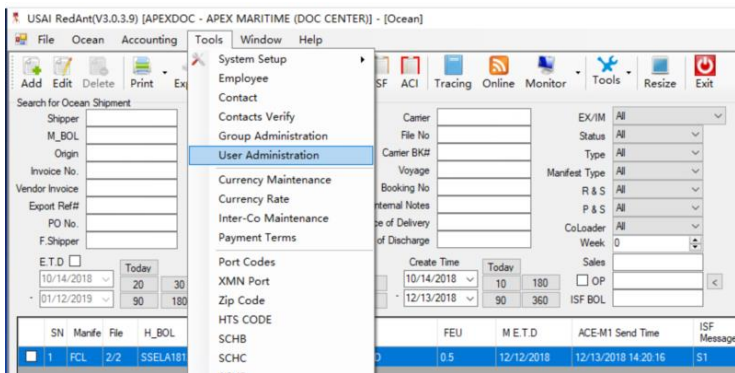 USAI RedAnt(V3.0.3.9) [APEXDOC - APEX MARITIME (DOC CENTER)] - [Ocean]
File Ocean Accounting Tools Window Help
Add Edit Delete Print SF ACI Tracing Online Monitor Tools Resize Exit
System Setup
Employee
Contact
Contacts Verify
Group Administration
User Administration
Currency Maintenance
Currency Rate
Inter-Co Maintenance
Payment Terms
Port Codes
XMN Port
Zip Code
HTS CODE
SCHB
SCHC
Search for Ocean Shipment
Shipper Carrier EX/IM All
M_BOL File No Status All
Origin Carrier BK# Type All
Invoice No. Voyage Manifest Type All
Vendor Invoice Booking No R & S All
Export Ref# nternal Notes P & S All
PO No. ce of Delivery CoLoader All
F.Shipper of Discharge Week 0
E.T.D Today Create Time Today Sales
10/14/2018 20 30 10/14/2018 10 180 OP <
- 01/12/2019 90 180 - 12/13/2018 90 360 ISF BOL
SN Manife File H_BOL FEU M E.T.D ACE-M1 Send Time ISF Message
1 FCL 2/2 SSELA181 0.5 12/12/2018 12/13/2018 14:20:16 S1